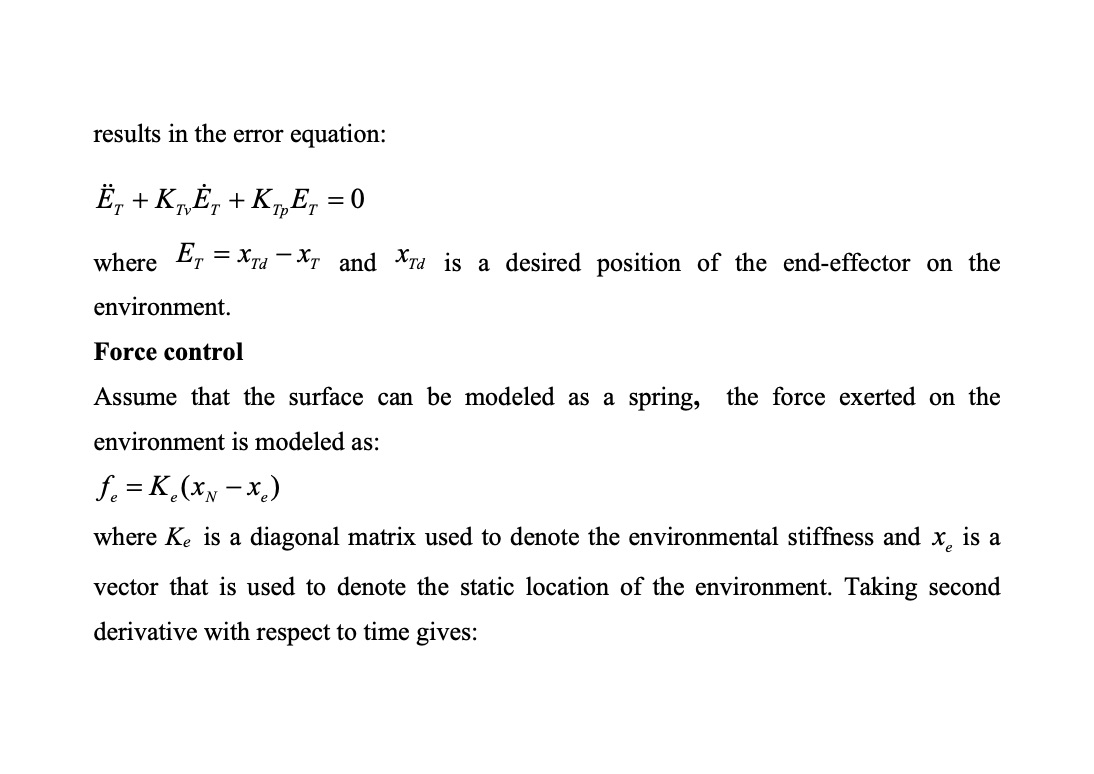 results in the error equation:
Ë_T + K_{Tv}Ė_T + K_{Tp}E_T = 0
where E_T = x_{Td} − x_T and x_{Td} is a desired position of the end-effector on the
environment.
Force control
Assume that the surface can be modeled as a spring, the force exerted on the
environment is modeled as:
f_e = K_e(x_N − x_e)
where K_e is a diagonal matrix used to denote the environmental stiffness and x_e is a
vector that is used to denote the static location of the environment. Taking second
derivative with respect to time gives: